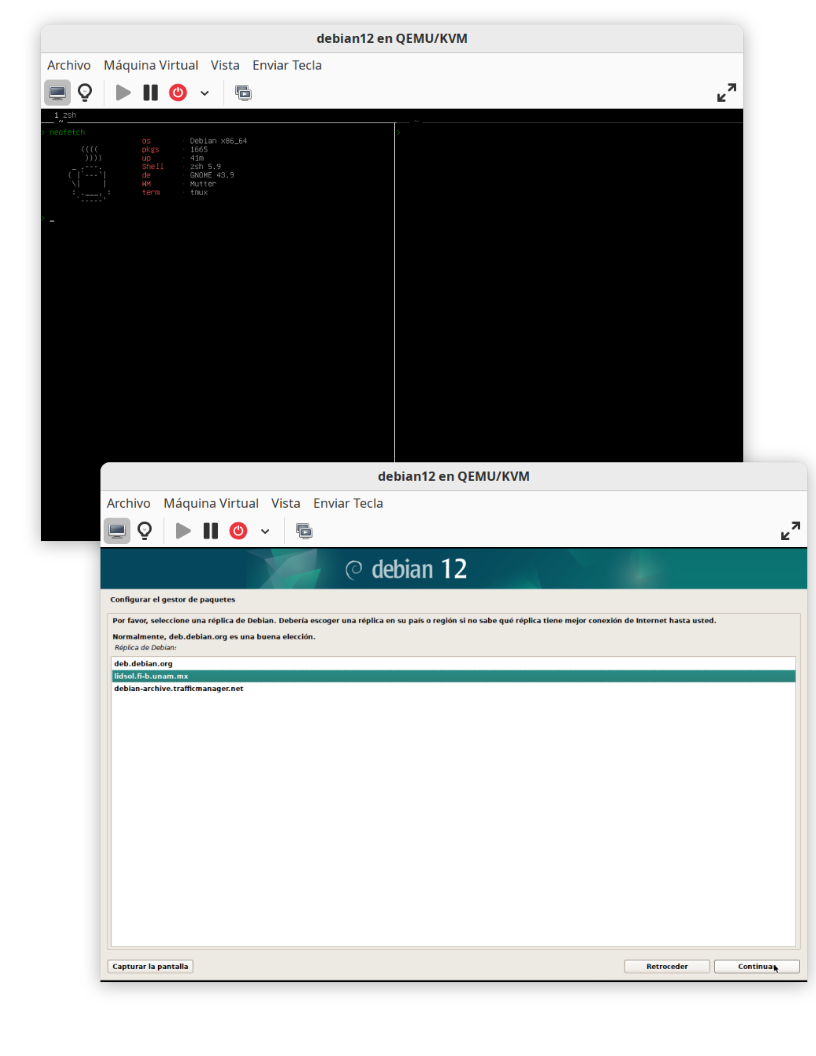 debian12 en QEMU/KVM
Archivo Máquina Virtual Vista Enviar Tecla
1 zsh
neofetch
os Debian x86_64
pkgs 1665
up 41m
Shell zsh 5.9
de GNOME 43.9
WM Mutter
term tmux
debian12 en QEMU/KVM
Archivo Máquina Virtual Vista Enviar Tecla
debian 12
Configurar el gestor de paquetes
Por favor, seleccione una réplica de Debian. Debería escoger una réplica en su país o región si no sabe qué réplica tiene mejor conexión de Internet hasta usted.
Normalmente, deb.debian.org es una buena elección.
Réplica de Debian:
deb.debian.org
lidsol.fi-b.unam.mx
debian-archive.trafficmanager.net
Capturar la pantalla Retroceder Continuar